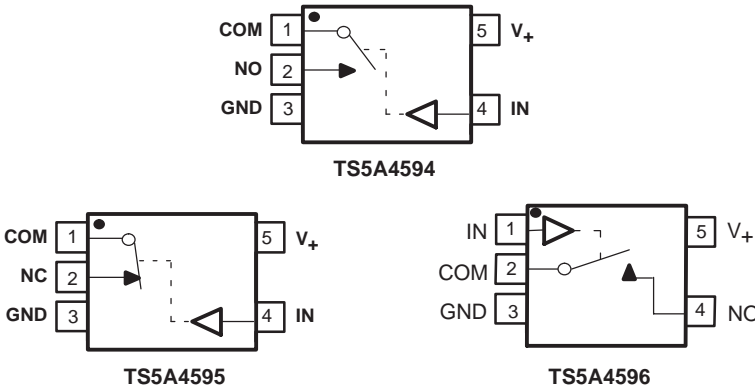 COM 1 5 V+
NO 2
GND 3 4 IN
TS5A4594
COM 1 5 V+
NC 2
GND 3 4 IN
TS5A4595
IN 1 5 V+
COM 2
GND 3 4 NO
TS5A4596